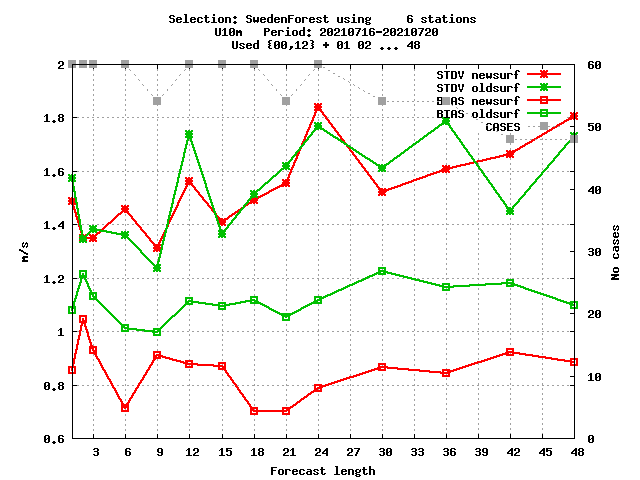 Selection: SwedenForest using     6 stations
U10m   Period: 20210716-20210720
Used {00,12} + 01 02 ... 48
STDV newsurf
STDV oldsurf
BIAS newsurf
BIAS oldsurf
CASES
2
1.8
1.6
1.4
1.2
1
0.8
0.6
m/s
60
50
40
30
20
10
0
No cases
3 6 9 12 15 18 21 24 27 30 33 36 39 42 45 48
Forecast length